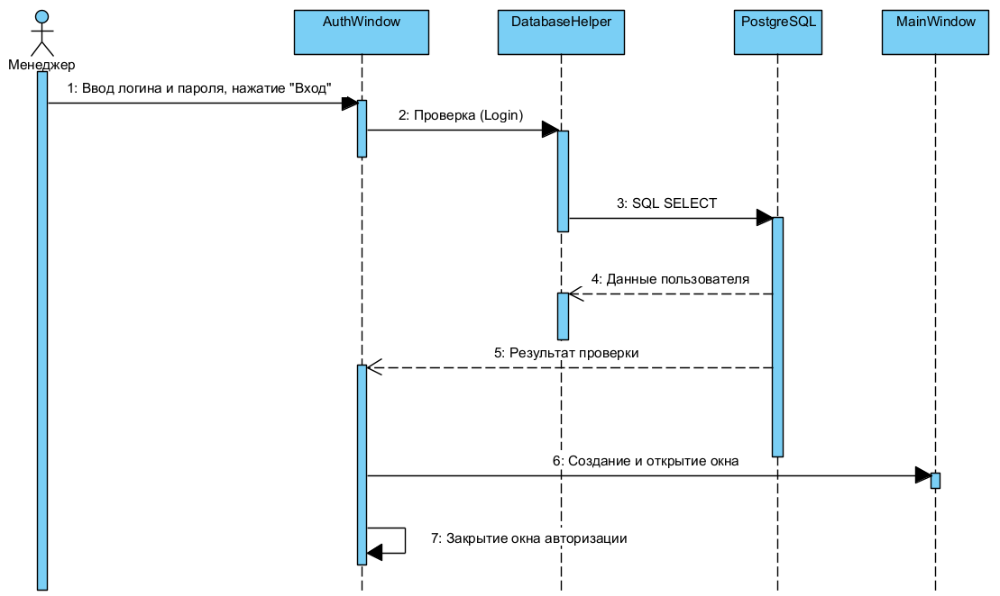 Менеджер
AuthWindow
DatabaseHelper
PostgreSQL
MainWindow
1: Ввод логина и пароля, нажатие "Вход"
2: Проверка (Login)
3: SQL SELECT
4: Данные пользователя
5: Результат проверки
6: Создание и открытие окна
7: Закрытие окна авторизации